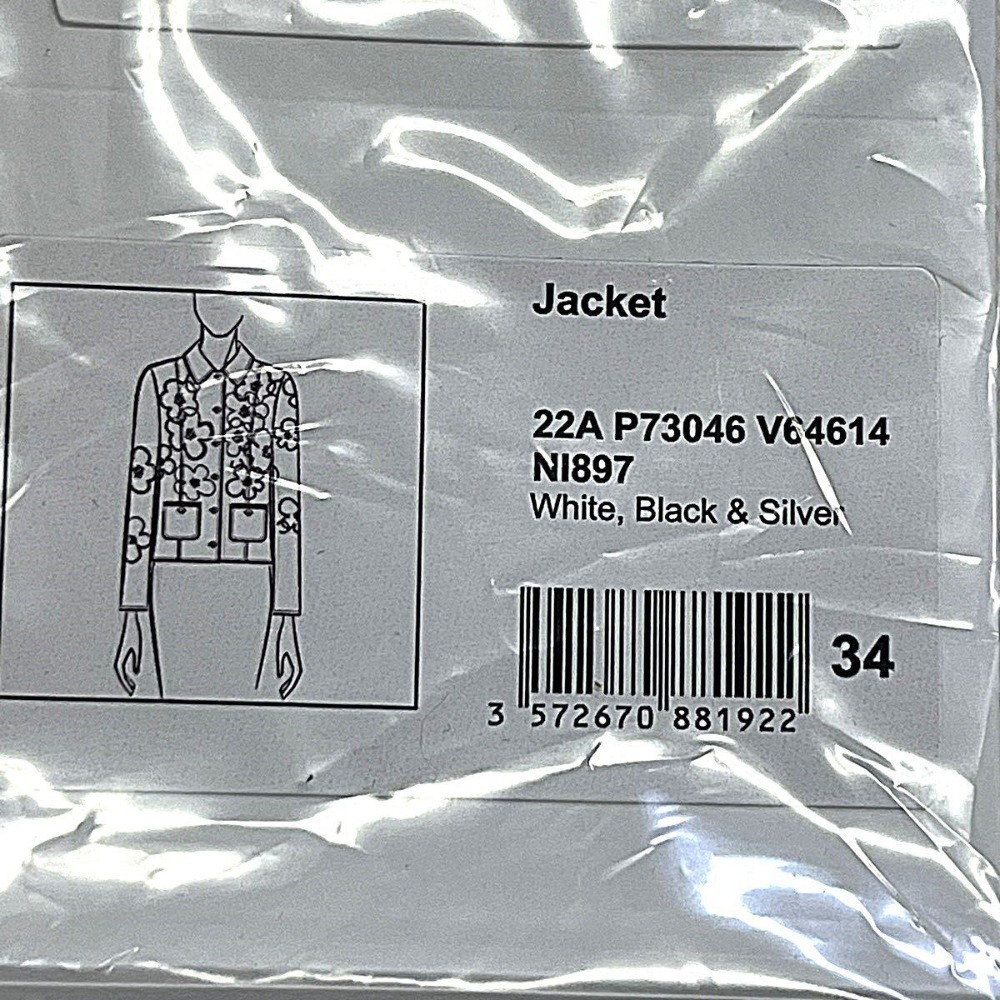 Jacket
22A P73046 V64614
NI897
White, Black & Silver
34
3 572670 881922